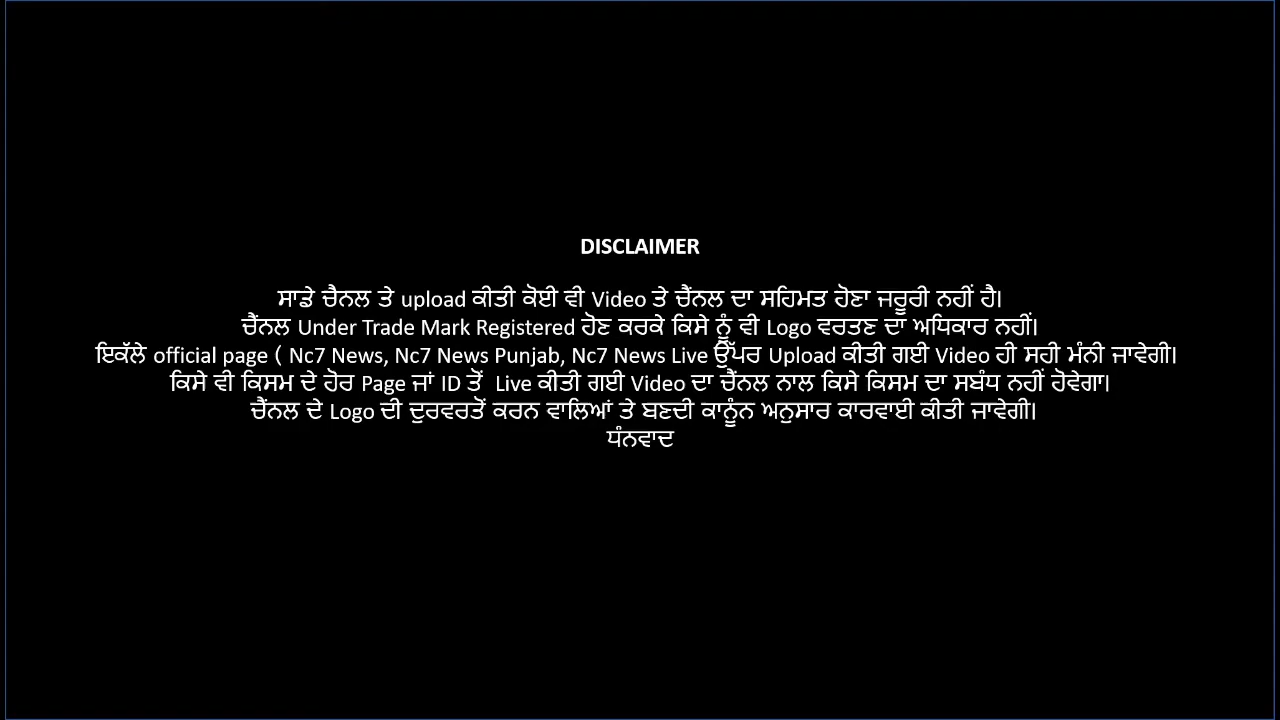 DISCLAIMER
ਸਾਡੇ ਚੈਨਲ ਤੇ upload ਕੀਤੀ ਕੋਈ ਵੀ Video ਤੇ ਚੈੱਨਲ ਦਾ ਸਹਿਮਤ ਹੋਣਾ ਜਰੂਰੀ ਨਹੀਂ ਹੈ।
ਚੈੱਨਲ Under Trade Mark Registered ਹੋਣ ਕਰਕੇ ਕਿਸੇ ਨੂੰ ਵੀ Logo ਵਰਤਣ ਦਾ ਅਧਿਕਾਰ ਨਹੀਂ।
ਇਕੱਲੇ official page ( Nc7 News, Nc7 News Punjab, Nc7 News Live ਉੱਪਰ Upload ਕੀਤੀ ਗਈ Video ਹੀ ਸਹੀ ਮੰਨੀ ਜਾਵੇਗੀ।
ਕਿਸੇ ਵੀ ਕਿਸਮ ਦੇ ਹੋਰ Page ਜਾਂ ID ਤੋਂ Live ਕੀਤੀ ਗਈ Video ਦਾ ਚੈੱਨਲ ਨਾਲ ਕਿਸੇ ਕਿਸਮ ਦਾ ਸਬੰਧ ਨਹੀਂ ਹੋਵੇਗਾ।
ਚੈੱਨਲ ਦੇ Logo ਦੀ ਦੁਰਵਰਤੋਂ ਕਰਨ ਵਾਲਿਆਂ ਤੇ ਬਣਦੀ ਕਾਨੂੰਨ ਅਨੁਸਾਰ ਕਾਰਵਾਈ ਕੀਤੀ ਜਾਵੇਗੀ।
ਧੰਨਵਾਦ